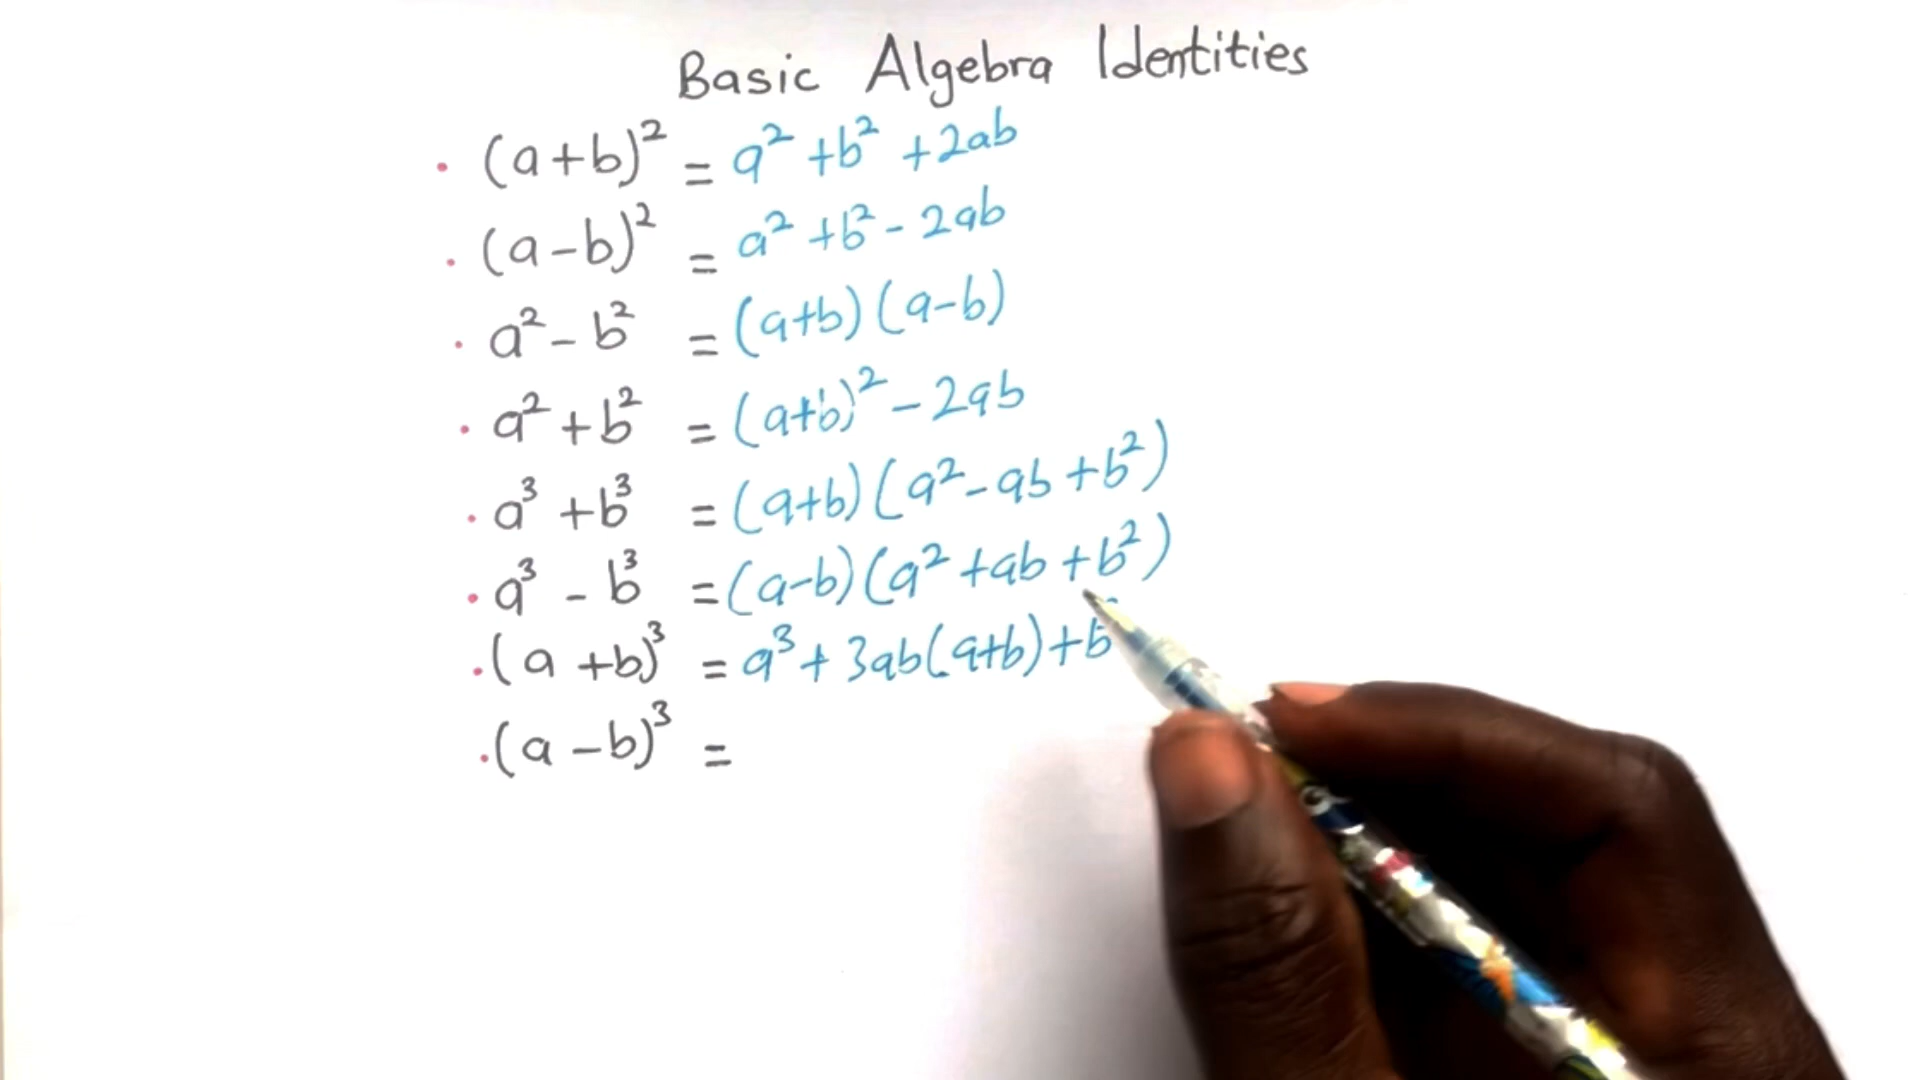 Basic Algebra Identities
. (a+b)² = a² + b² + 2ab
. (a-b)² = a² + b² - 2ab
. a² - b² = (a+b)(a-b)
. a² + b² = (a+b)² - 2ab
. a³ + b³ = (a+b)(a² - ab + b²)
. a³ - b³ = (a-b)(a² + ab + b²)
. (a + b)³ = a³ + 3ab(a+b) + b
. (a - b)³ =